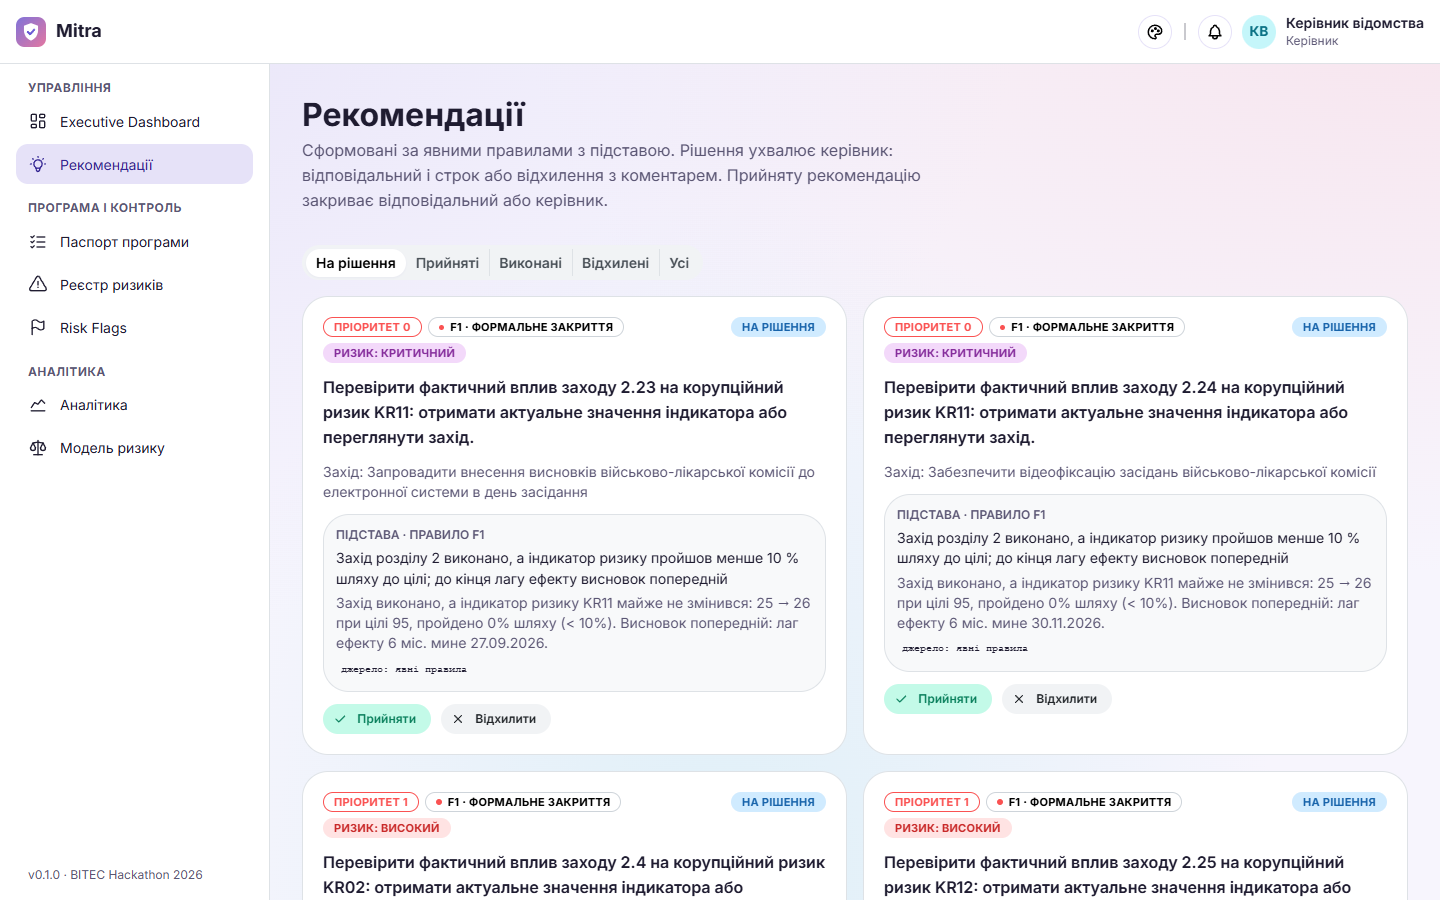 Mitra
КВ
Керівник відомства
Керівник
УПРАВЛІННЯ
Executive Dashboard
Рекомендації
ПРОГРАМА І КОНТРОЛЬ
Паспорт програми
Реєстр ризиків
Risk Flags
АНАЛІТИКА
Аналітика
Модель ризику
v0.1.0 · BITEC Hackathon 2026
Рекомендації
Сформовані за явними правилами з підставою. Рішення ухвалює керівник:
відповідальний і строк або відхилення з коментарем. Прийняту рекомендацію
закриває відповідальний або керівник.
На рішення
Прийняті
Виконані
Відхилені
Усі
ПРІОРИТЕТ 0
F1 · ФОРМАЛЬНЕ ЗАКРИТТЯ
НА РІШЕННЯ
РИЗИК: КРИТИЧНИЙ
Перевірити фактичний вплив заходу 2.23 на корупційний
ризик KR11: отримати актуальне значення індикатора або
переглянути захід.
Захід: Запровадити внесення висновків військово-лікарської комісії до
електронної системи в день засідання
ПІДСТАВА · ПРАВИЛО F1
Захід розділу 2 виконано, а індикатор ризику пройшов менше 10 %
шляху до цілі; до кінця лагу ефекту висновок попередній
Захід виконано, а індикатор ризику KR11 майже не змінився: 25 → 26
при цілі 95, пройдено 0% шляху (< 10%). Висновок попередній: лаг
ефекту 6 міс. мине 27.09.2026.
джерело: явні правила
Прийняти
Відхилити
ПРІОРИТЕТ 0
F1 · ФОРМАЛЬНЕ ЗАКРИТТЯ
НА РІШЕННЯ
РИЗИК: КРИТИЧНИЙ
Перевірити фактичний вплив заходу 2.24 на корупційний
ризик KR11: отримати актуальне значення індикатора або
переглянути захід.
Захід: Забезпечити відеофіксацію засідань військово-лікарської комісії
ПІДСТАВА · ПРАВИЛО F1
Захід розділу 2 виконано, а індикатор ризику пройшов менше 10 %
шляху до цілі; до кінця лагу ефекту висновок попередній
Захід виконано, а індикатор ризику KR11 майже не змінився: 25 → 26
при цілі 95, пройдено 0% шляху (< 10%). Висновок попередній: лаг
ефекту 6 міс. мине 30.11.2026.
джерело: явні правила
Прийняти
Відхилити
ПРІОРИТЕТ 1
F1 · ФОРМАЛЬНЕ ЗАКРИТТЯ
НА РІШЕННЯ
РИЗИК: ВИСОКИЙ
Перевірити фактичний вплив заходу 2.4 на корупційний ризик
KR02: отримати актуальне значення індикатора або
ПРІОРИТЕТ 1
F1 · ФОРМАЛЬНЕ ЗАКРИТТЯ
НА РІШЕННЯ
РИЗИК: ВИСОКИЙ
Перевірити фактичний вплив заходу 2.25 на корупційний
ризик KR12: отримати актуальне значення індикатора або